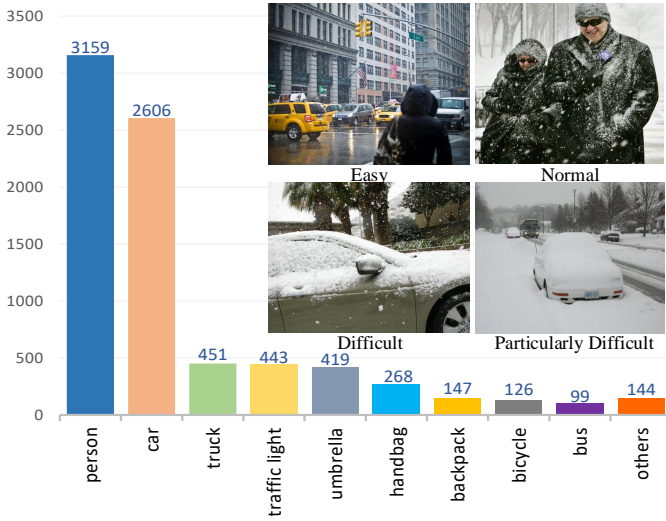 3500
3000
2500
2000
1500
1000
500
0
3159
2606
451
443
419
268
147
126
99
144
person
car
truck
traffic light
umbrella
handbag
backpack
bicycle
bus
others
Easy
Normal
Difficult
Particularly Difficult